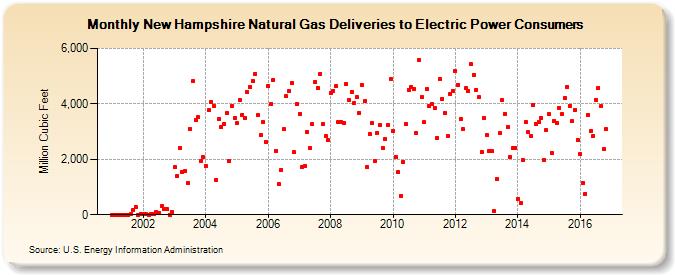 Monthly New Hampshire Natural Gas Deliveries to Electric Power Consumers
Million Cubic Feet
6,000
4,000
2,000
0
2002 2004 2006 2008 2010 2012 2014 2016
Source: U.S. Energy Information Administration